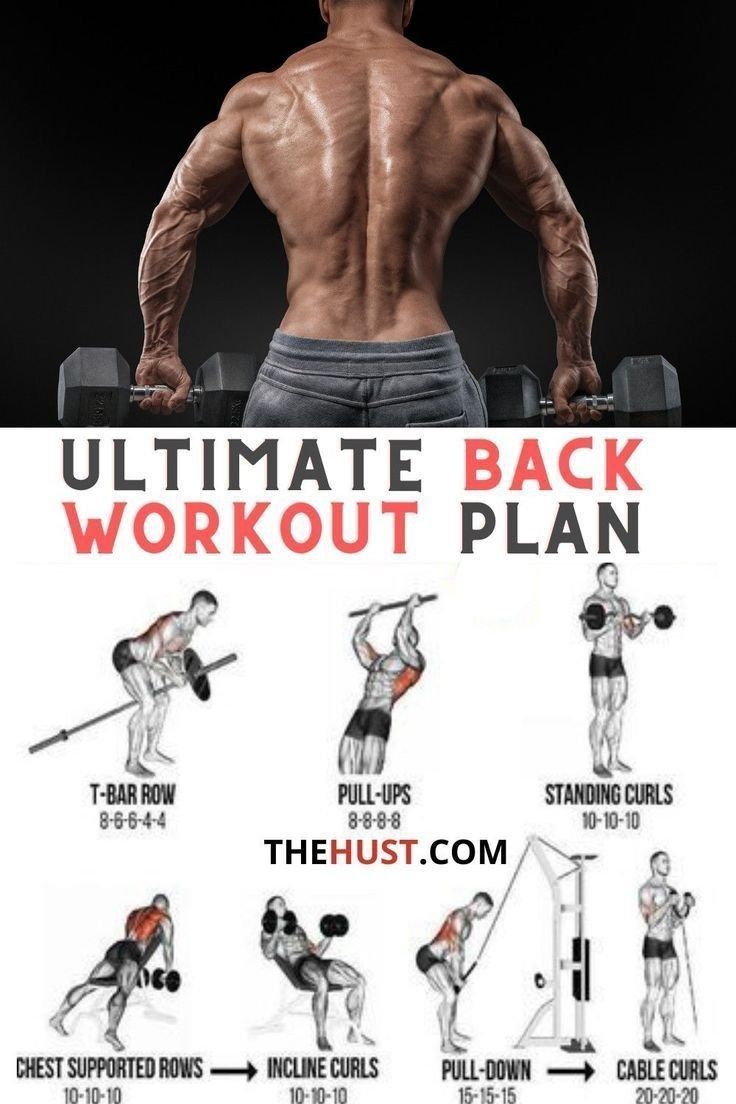 ULTIMATE BACK
WORKOUT PLAN
T-BAR ROW
8-6-6-4-4
PULL-UPS
8-8-8-8
STANDING CURLS
10-10-10
THEHUST.COM
CHEST SUPPORTED ROWS
10-10-10
INCLINE CURLS
10-10-10
PULL-DOWN
15-15-15
CABLE CURLS
20-20-20